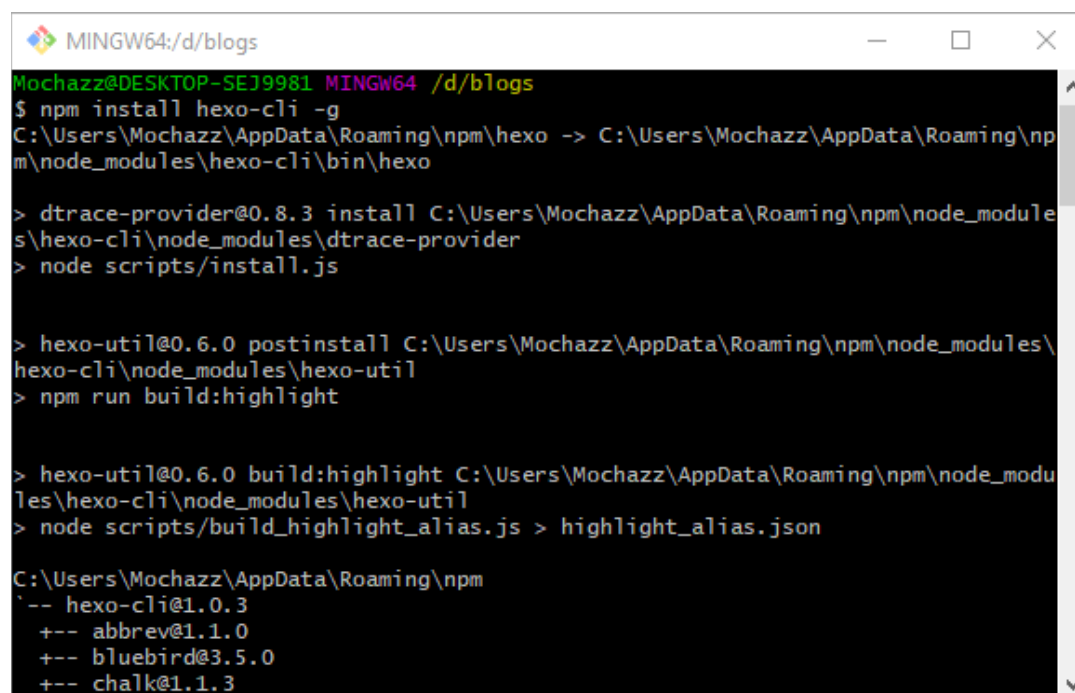 MINGW64:/d/blogs
Mochazz@DESKTOP-SEJ9981 MINGW64 /d/blogs
$ npm install hexo-cli -g
C:\Users\Mochazz\AppData\Roaming\npm\hexo -> C:\Users\Mochazz\AppData\Roaming\np
m\node_modules\hexo-cli\bin\hexo
> dtrace-provider@0.8.3 install C:\Users\Mochazz\AppData\Roaming\npm\node_module
s\hexo-cli\node_modules\dtrace-provider
> node scripts/install.js
> hexo-util@0.6.0 postinstall C:\Users\Mochazz\AppData\Roaming\npm\node_modules\
hexo-cli\node_modules\hexo-util
> npm run build:highlight
> hexo-util@0.6.0 build:highlight C:\Users\Mochazz\AppData\Roaming\npm\node_modu
les\hexo-cli\node_modules\hexo-util
> node scripts/build_highlight_alias.js > highlight_alias.json
C:\Users\Mochazz\AppData\Roaming\npm
`-- hexo-cli@1.0.3
+-- abbrev@1.1.0
+-- bluebird@3.5.0
+-- chalk@1.1.3